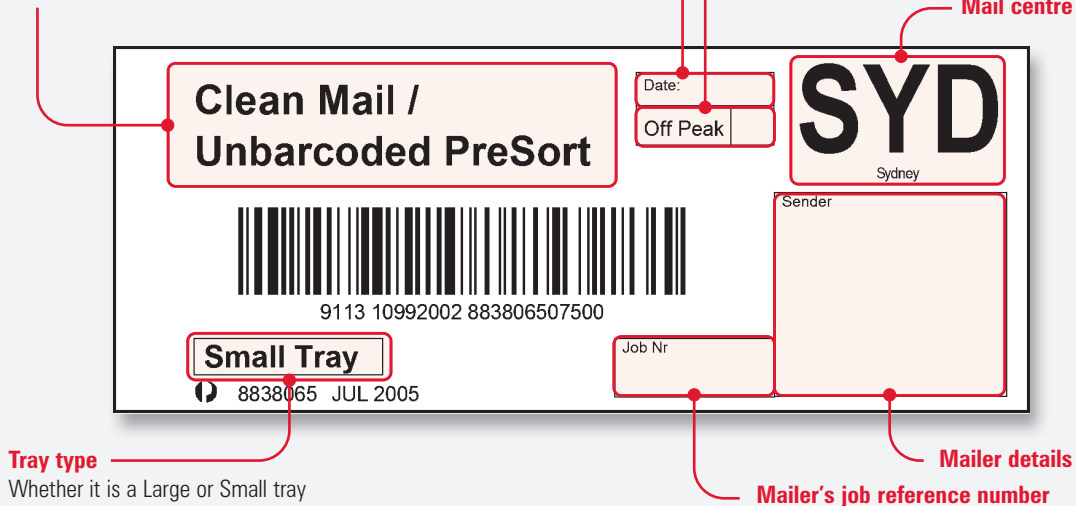 Mail centre
Clean Mail /
Unbarcoded PreSort
Date:
Off Peak
SYD
Sydney
Sender
9113 10992002 883806507500
Small Tray
Job Nr
8838065 JUL 2005
Tray type
Whether it is a Large or Small tray
Mailer details
Mailer's job reference number